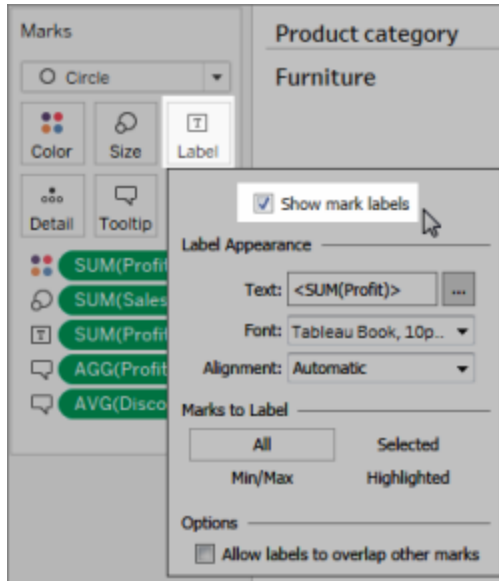 Marks
Product category
Circle
Furniture
Color
Size
Label
Detail
Tooltip
Show mark labels
Label Appearance
Text: <SUM(Profit)> ...
Font: Tableau Book, 10p..
Alignment: Automatic
SUM(Profi
SUM(Sales
SUM(Profi
AGG(Profit
AVG(Disco
Marks to Label
All Selected
Min/Max Highlighted
Options
Allow labels to overlap other marks